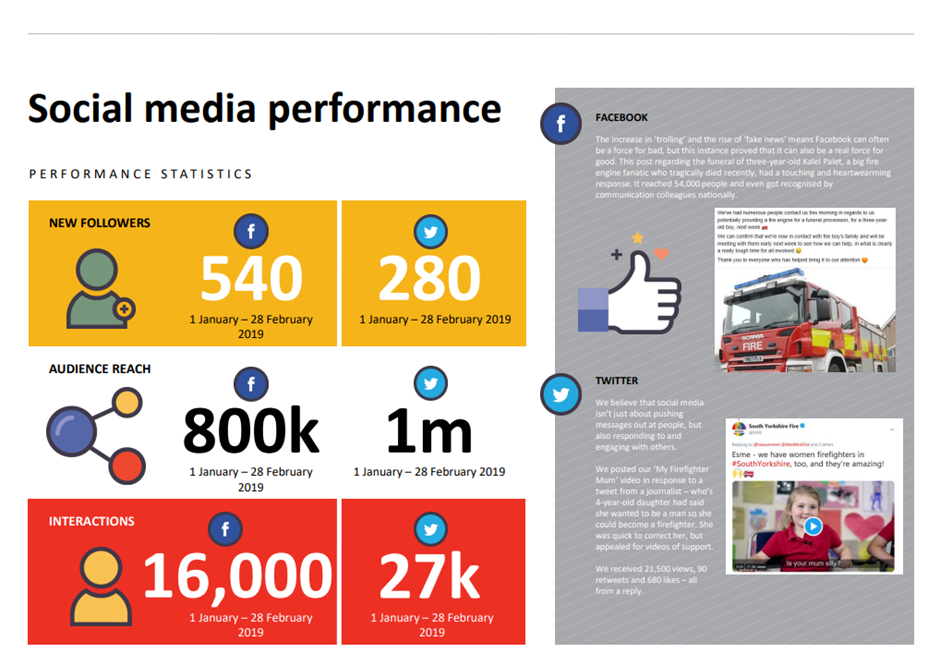 Social media performance
PERFORMANCE STATISTICS
NEW FOLLOWERS
540
1 January – 28 February
2019
280
1 January – 28 February 2019
AUDIENCE REACH
800k
1 January – 28 February
2019
1m
1 January – 28 February 2019
INTERACTIONS
16,000
1 January – 28 February
2019
27k
1 January – 28 February
2019
FACEBOOK
The increase in 'trolling' and the rise of 'fake news' means Facebook can often
be a force for bad, but this instance proved that it can also be a real force for
good. This post regarding the funeral of three-year-old Kalel Palet, a big fire
engine fanatic who tragically died recently, had a touching and heartwarming
response. It reached 54,000 people and even got recognised by
communication colleagues nationally.
We've had numerous people contact us this morning in regards to us
potentially providing a fire engine for a funeral procession, for a three-year-
old boy, next week
We can confirm that we're now in contact with the boy's family and will be
meeting with them early next week to see how we can help, in what is clearly
a really tough time for all involved
Thank you to everyone who has helped bring it to our attention
SCANIA
FIRE
TWITTER
We believe that social media
isn't just about pushing
messages out at people, but
also responding to and
engaging with others.
We posted our 'My Firefighter
Mum' video in response to a
tweet from a journalist – who's
4-year-old daughter had said
she wanted to be a man so she
could become a firefighter. She
was quick to correct her, but
appealed for videos of support.
We received 21,500 views, 90
retweets and 680 likes – all
from a reply.
South Yorkshire Fire
Esme - we have women firefighters in
#SouthYorkshire, too, and they're amazing!
Is your mum silly?